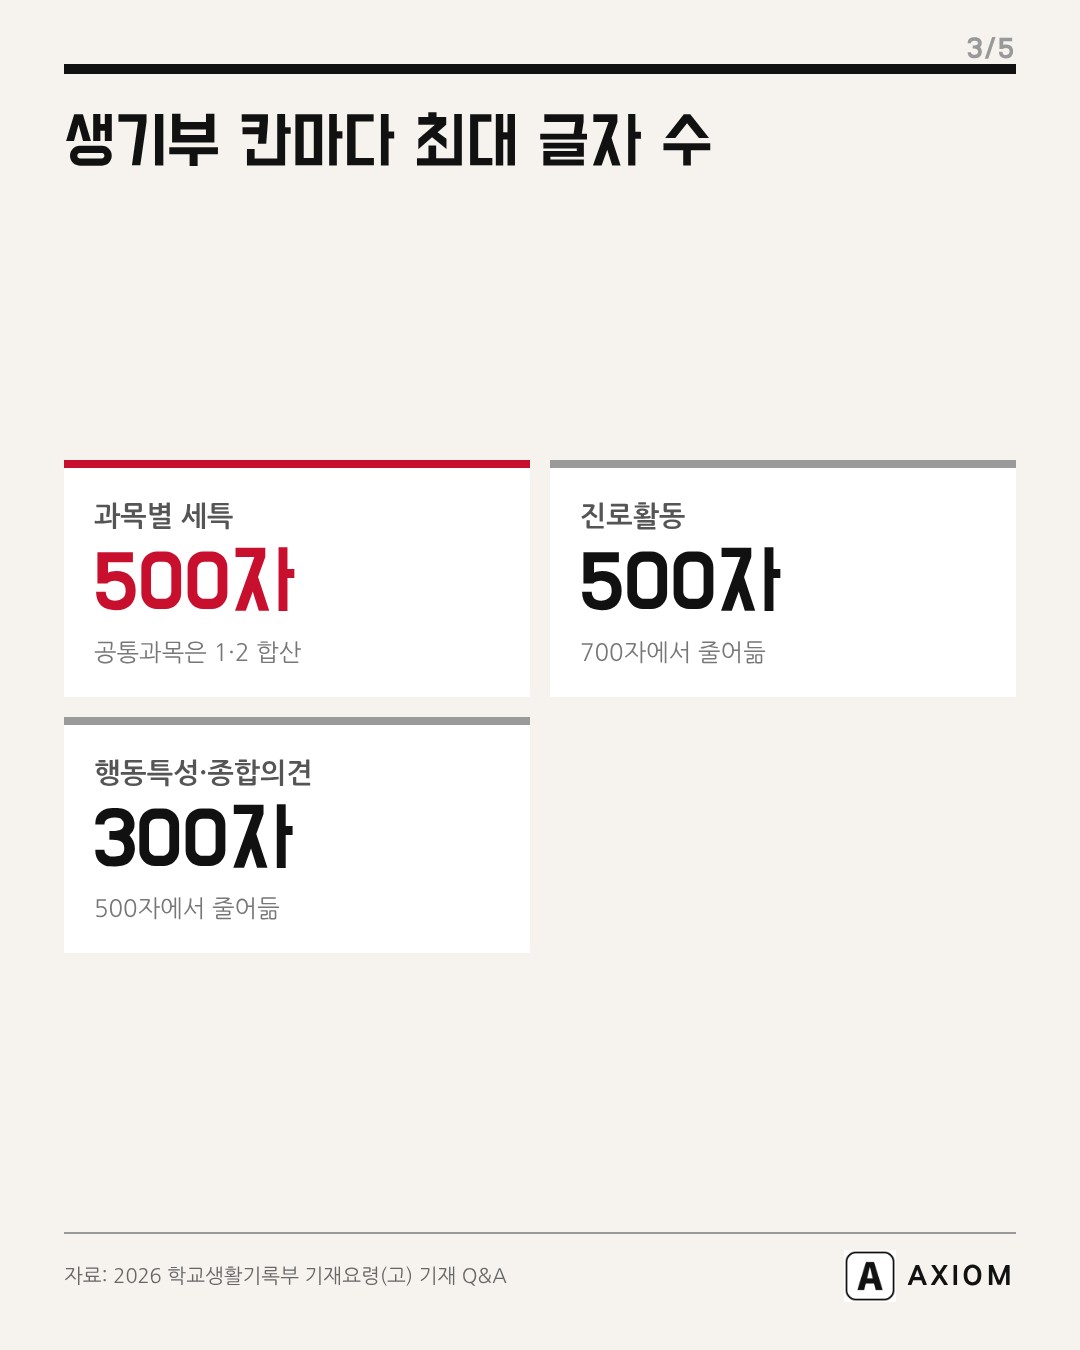 3/5
생기부 칸마다 최대 글자 수
과목별 세특
500자
공통과목은 1·2 합산
진로활동
500자
700자에서 줄어듦
행동특성·종합의견
300자
500자에서 줄어듦
자료: 2026 학교생활기록부 기재요령(고) 기재 Q&A
A AXIOM